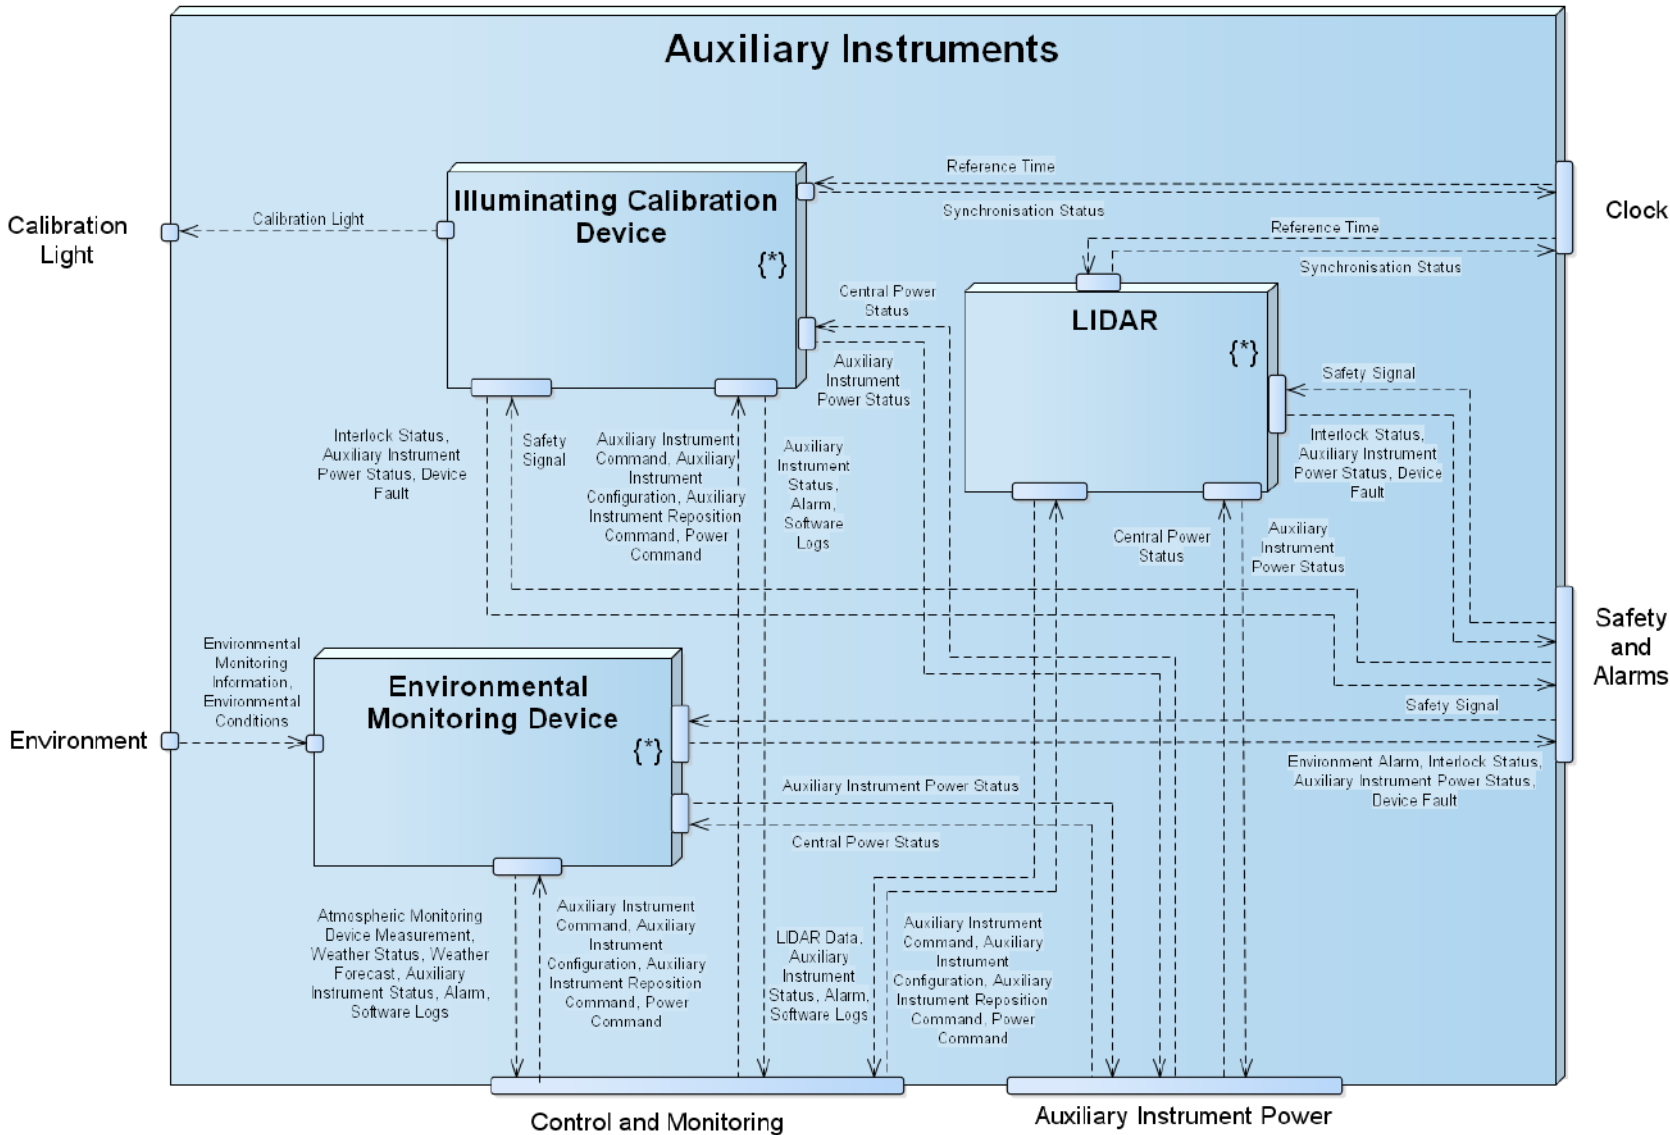 Auxiliary Instruments
Reference Time
Illuminating Calibration
Device
{*}
Synchronisation Status
Calibration
Light
Calibration Light
Clock
Reference Time
Synchronisation Status
Central Power
Status
LIDAR
{*}
Auxiliary
Instrument
Power Status
Safety Signal
Interlock Status,
Auxiliary Instrument
Power Status, Device
Fault
Safety
Signal
Auxiliary Instrument
Command, Auxiliary
Instrument
Configuration, Auxiliary
Instrument Reposition
Command, Power
Command
Auxiliary
Instrument
Status,
Alarm,
Software
Logs
Interlock Status,
Auxiliary Instrument
Power Status, Device
Fault
Central Power
Status
Auxiliary
Instrument
Power Status
Safety
and
Alarms
Environmental
Monitoring
Information,
Environmental
Conditions
Environmental
Monitoring Device
{*}
Safety Signal
Environment
Environment Alarm, Interlock Status,
Auxiliary Instrument Power Status,
Device Fault
Auxiliary Instrument Power Status
Central Power Status
Atmospheric Monitoring
Device Measurement,
Weather Status, Weather
Forecast, Auxiliary
Instrument Status, Alarm,
Software Logs
Auxiliary Instrument
Command, Auxiliary
Instrument
Configuration, Auxiliary
Instrument Reposition
Command, Power
Command
LIDAR Data,
Auxiliary
Instrument
Status, Alarm,
Software Logs
Auxiliary Instrument
Command, Auxiliary
Instrument
Configuration, Auxiliary
Instrument Reposition
Command, Power
Command
Control and Monitoring
Auxiliary Instrument Power